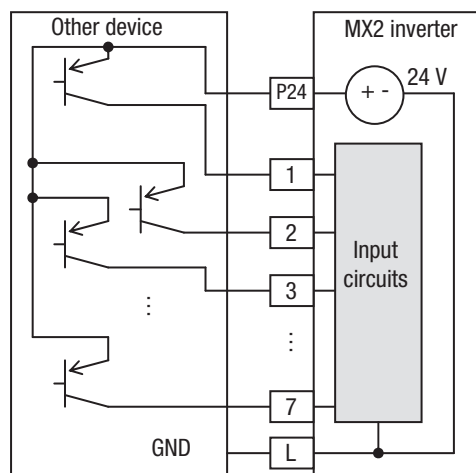 Other device
MX2 inverter
P24
+ -
24 V
1
2
3
Input
circuits
⋮
⋮
7
GND
L